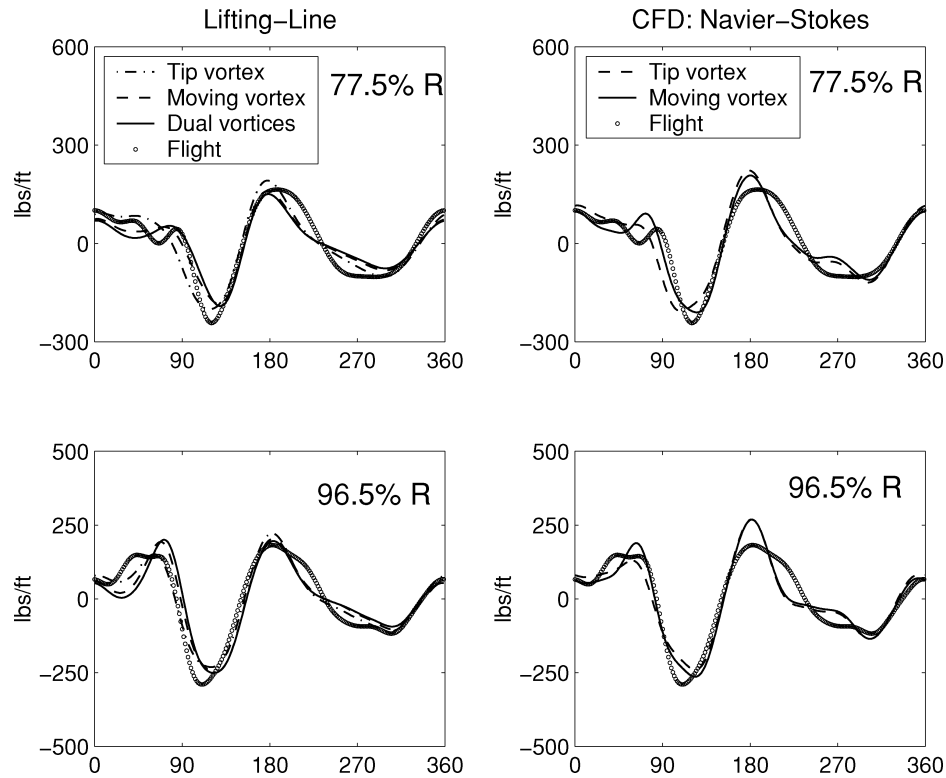 Lifting−Line
600
300
0
−300
lbs/ft
Tip vortex
Moving vortex
Dual vortices
Flight
77.5% R
0 90 180 270 360
CFD: Navier−Stokes
600
300
0
−300
lbs/ft
Tip vortex
Moving vortex
Flight
77.5% R
0 90 180 270 360
500
250
0
−250
−500
lbs/ft
96.5% R
0 90 180 270 360
500
250
0
−250
−500
lbs/ft
96.5% R
0 90 180 270 360